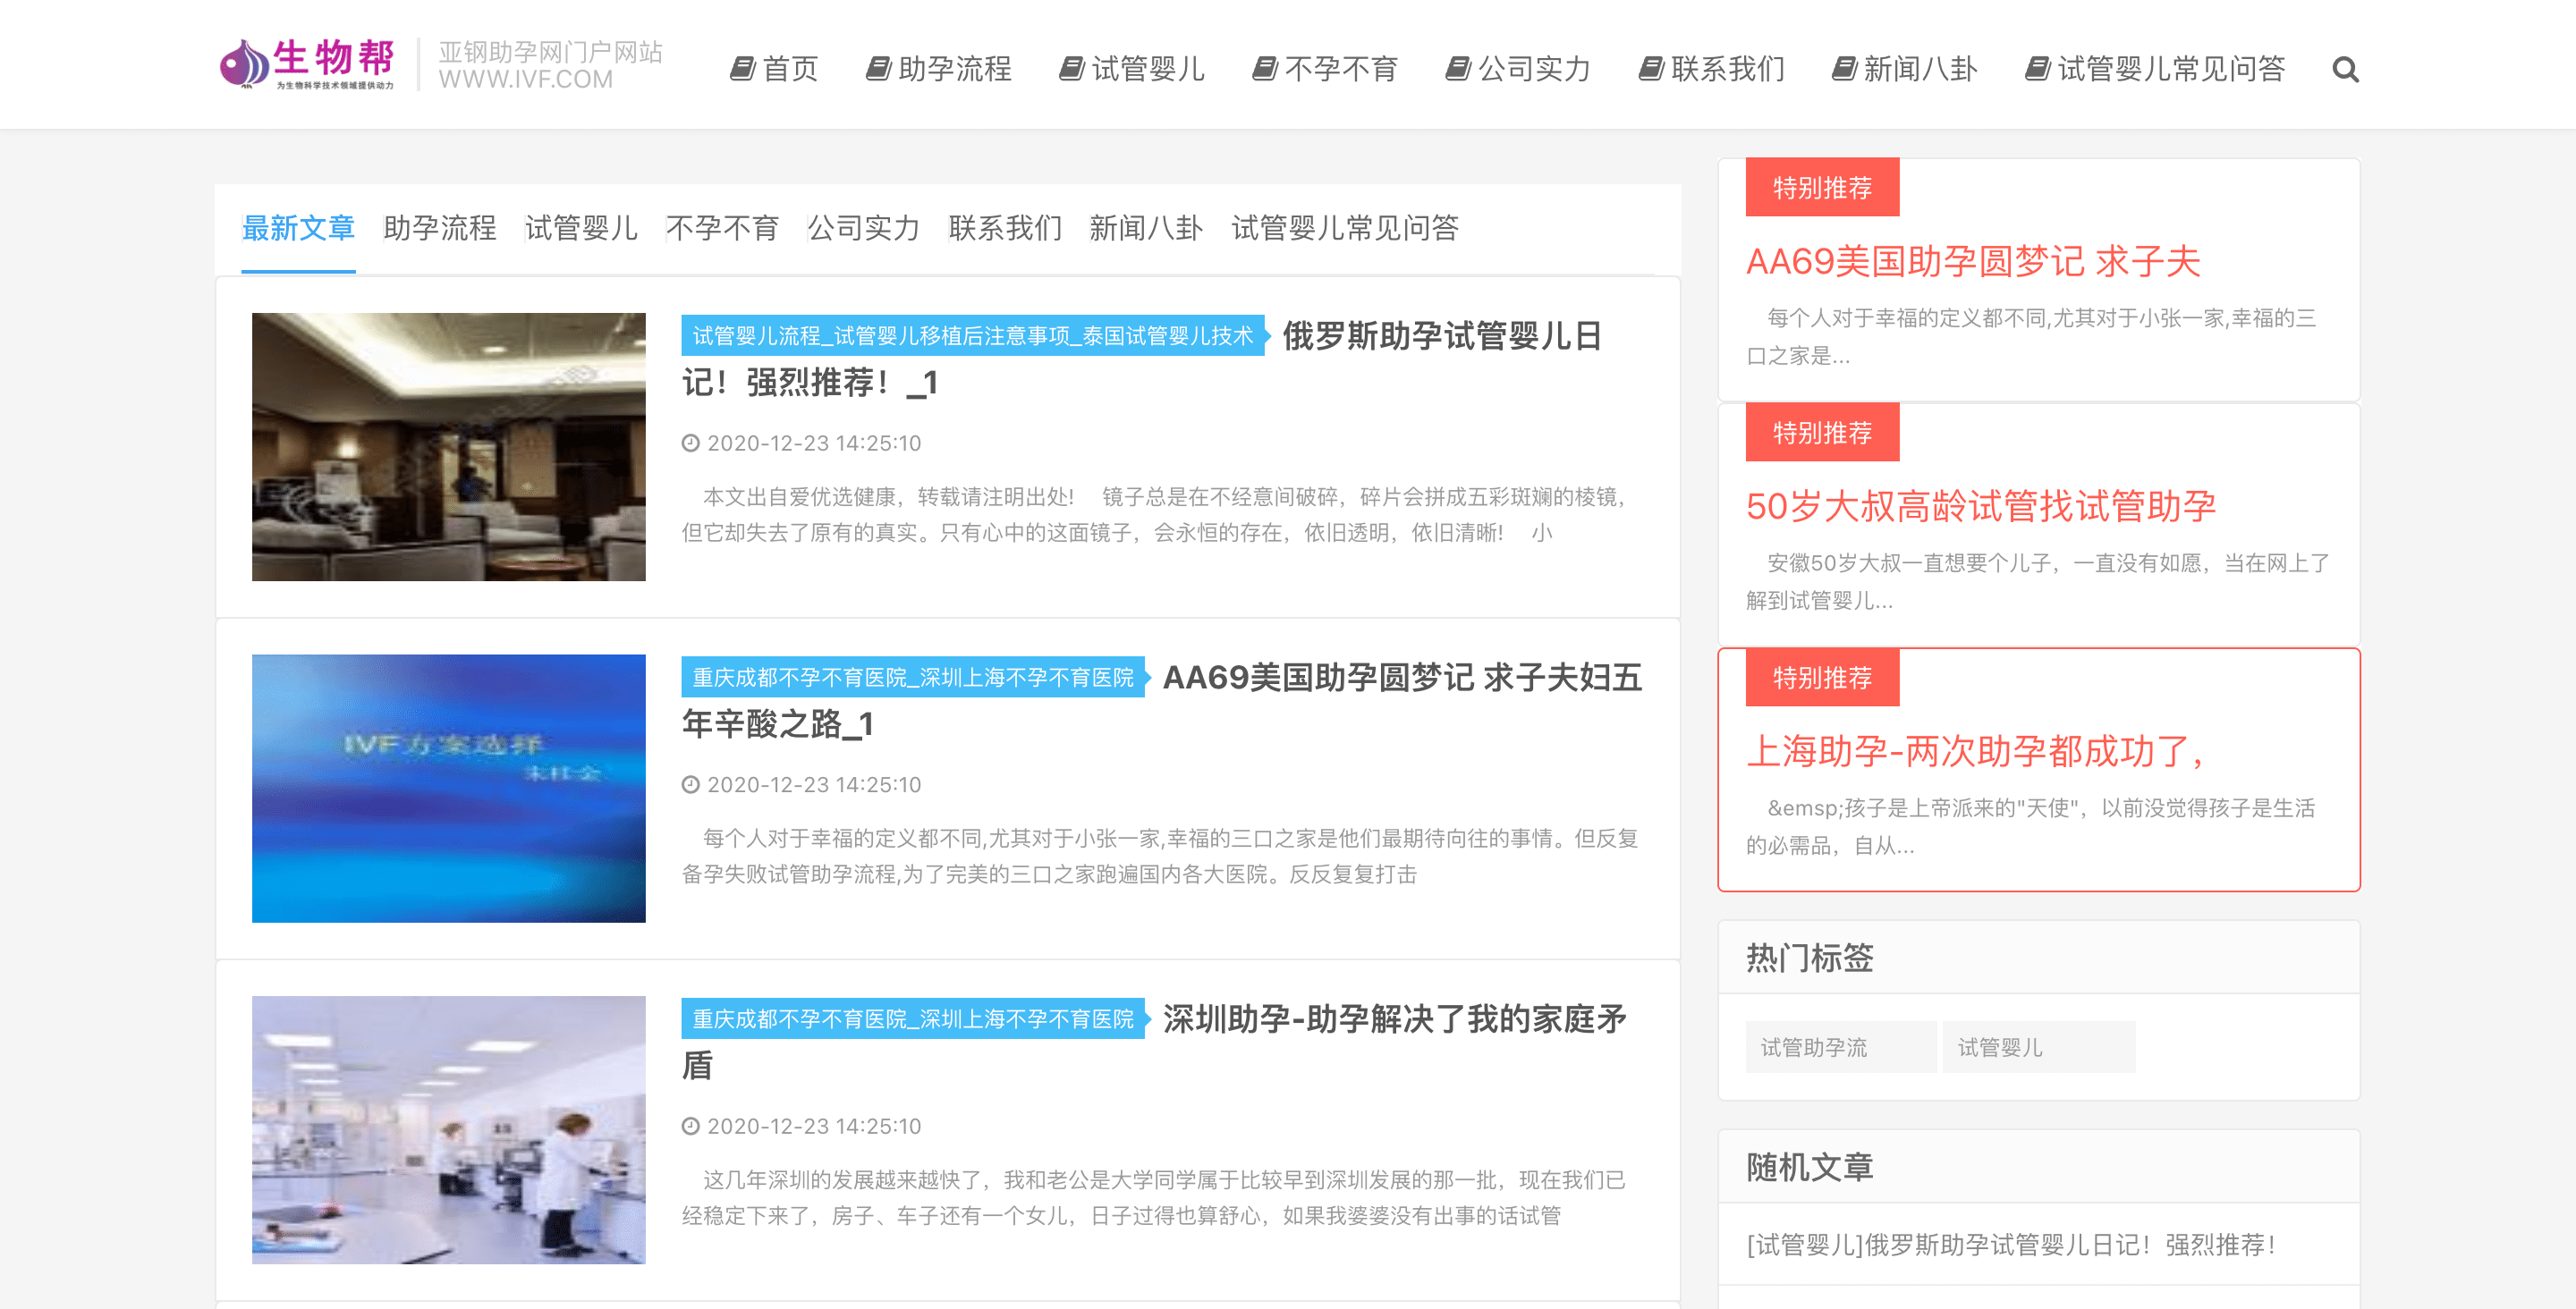 生物帮
为生物科学技术领域提供动力
亚钢助孕网门户网站
WWW.IVF.COM
首页
助孕流程
试管婴儿
不孕不育
公司实力
联系我们
新闻八卦
试管婴儿常见问答
最新文章
助孕流程
试管婴儿
不孕不育
公司实力
联系我们
新闻八卦
试管婴儿常见问答
试管婴儿流程_试管婴儿移植后注意事项_泰国试管婴儿技术 俄罗斯助孕试管婴儿日
记！强烈推荐！_1
2020-12-23 14:25:10
本文出自爱优选健康，转载请注明出处! 镜子总是在不经意间破碎，碎片会拼成五彩斑斓的棱镜，
但它却失去了原有的真实。只有心中的这面镜子，会永恒的存在，依旧透明，依旧清晰! 小
IVF方案选择
重庆成都不孕不育医院_深圳上海不孕不育医院 AA69美国助孕圆梦记 求子夫妇五
年辛酸之路_1
2020-12-23 14:25:10
每个人对于幸福的定义都不同,尤其对于小张一家,幸福的三口之家是他们最期待向往的事情。但反复
备孕失败试管助孕流程,为了完美的三口之家跑遍国内各大医院。反反复复打击
重庆成都不孕不育医院_深圳上海不孕不育医院 深圳助孕-助孕解决了我的家庭矛
盾
2020-12-23 14:25:10
这几年深圳的发展越来越快了，我和老公是大学同学属于比较早到深圳发展的那一批，现在我们已
经稳定下来了，房子、车子还有一个女儿，日子过得也算舒心，如果我婆婆没有出事的话试管
特别推荐
AA69美国助孕圆梦记 求子夫
每个人对于幸福的定义都不同,尤其对于小张一家,幸福的三
口之家是...
特别推荐
50岁大叔高龄试管找试管助孕
安徽50岁大叔一直想要个儿子，一直没有如愿，当在网上了
解到试管婴儿...
特别推荐
上海助孕-两次助孕都成功了，
&emsp;孩子是上帝派来的"天使"，以前没觉得孩子是生活
的必需品，自从...
热门标签
试管助孕流
试管婴儿
随机文章
[试管婴儿]俄罗斯助孕试管婴儿日记！强烈推荐！